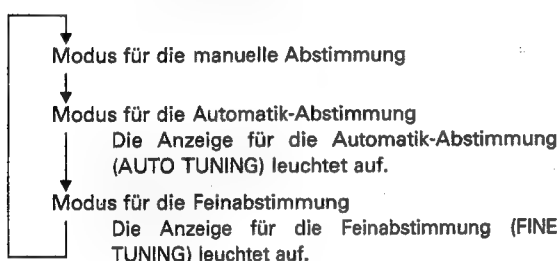 Modus für die manuelle Abstimmung
Modus für die Automatik-Abstimmung
Die Anzeige für die Automatik-Abstimmung
(AUTO TUNING) leuchtet auf.
Modus für die Feinabstimmung
Die Anzeige für die Feinabstimmung (FINE
TUNING) leuchtet auf.